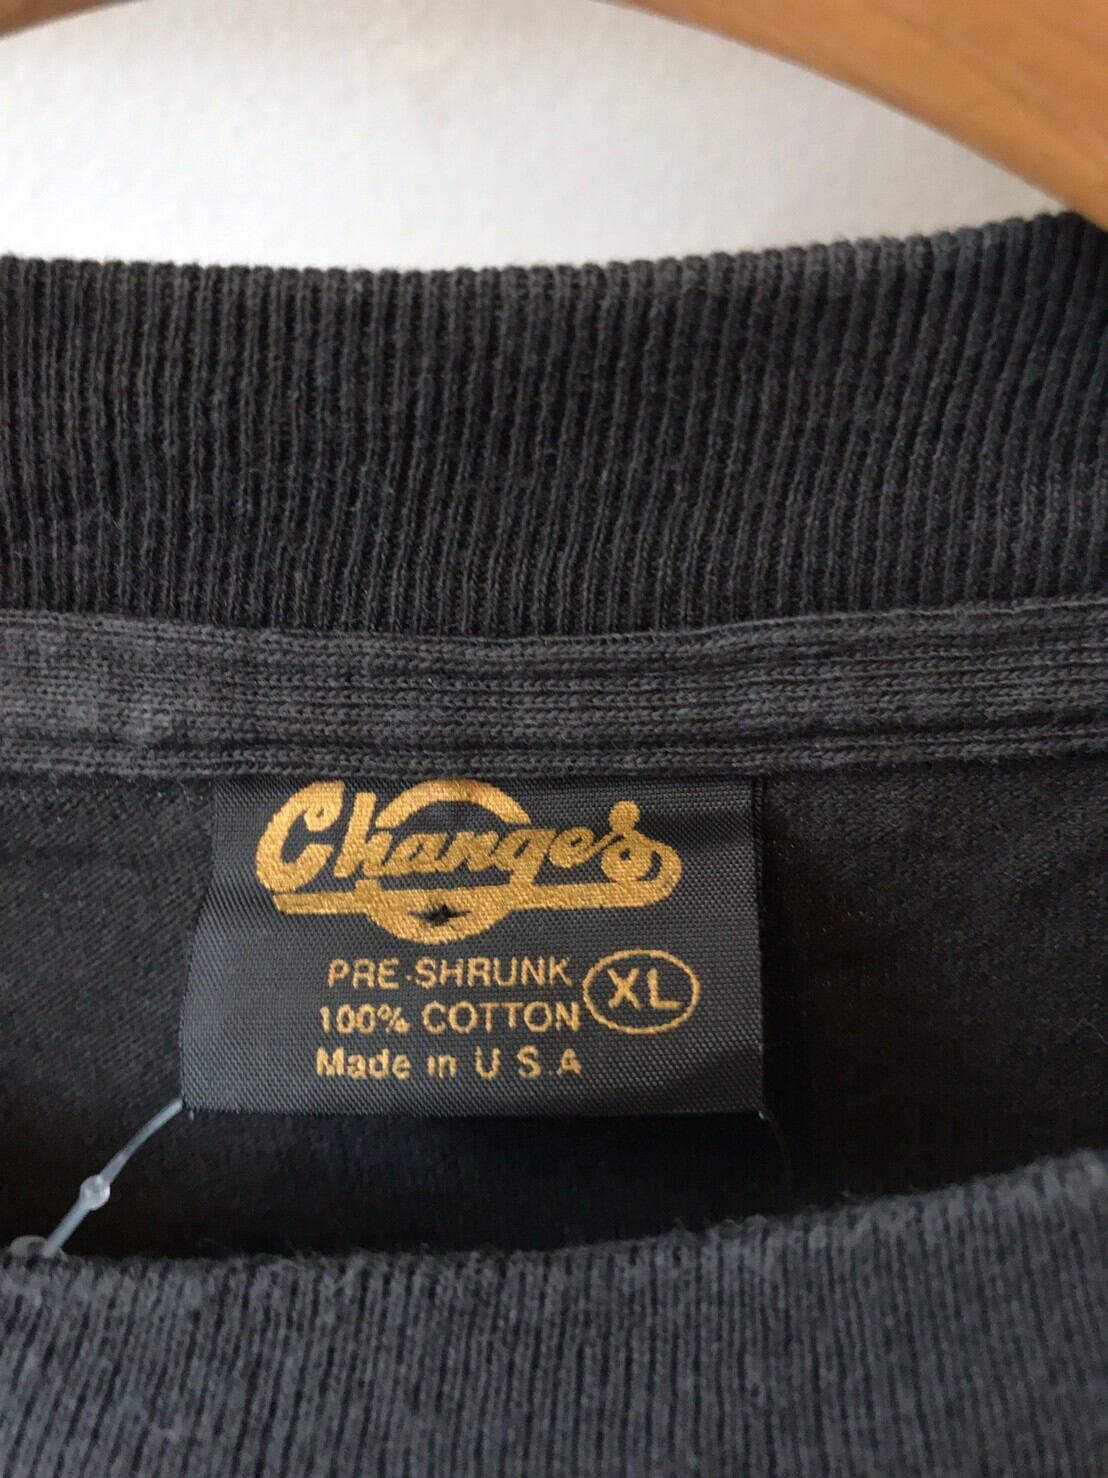 Changes
PRE-SHRUNK
100% COTTON
XL
Made in U S.A